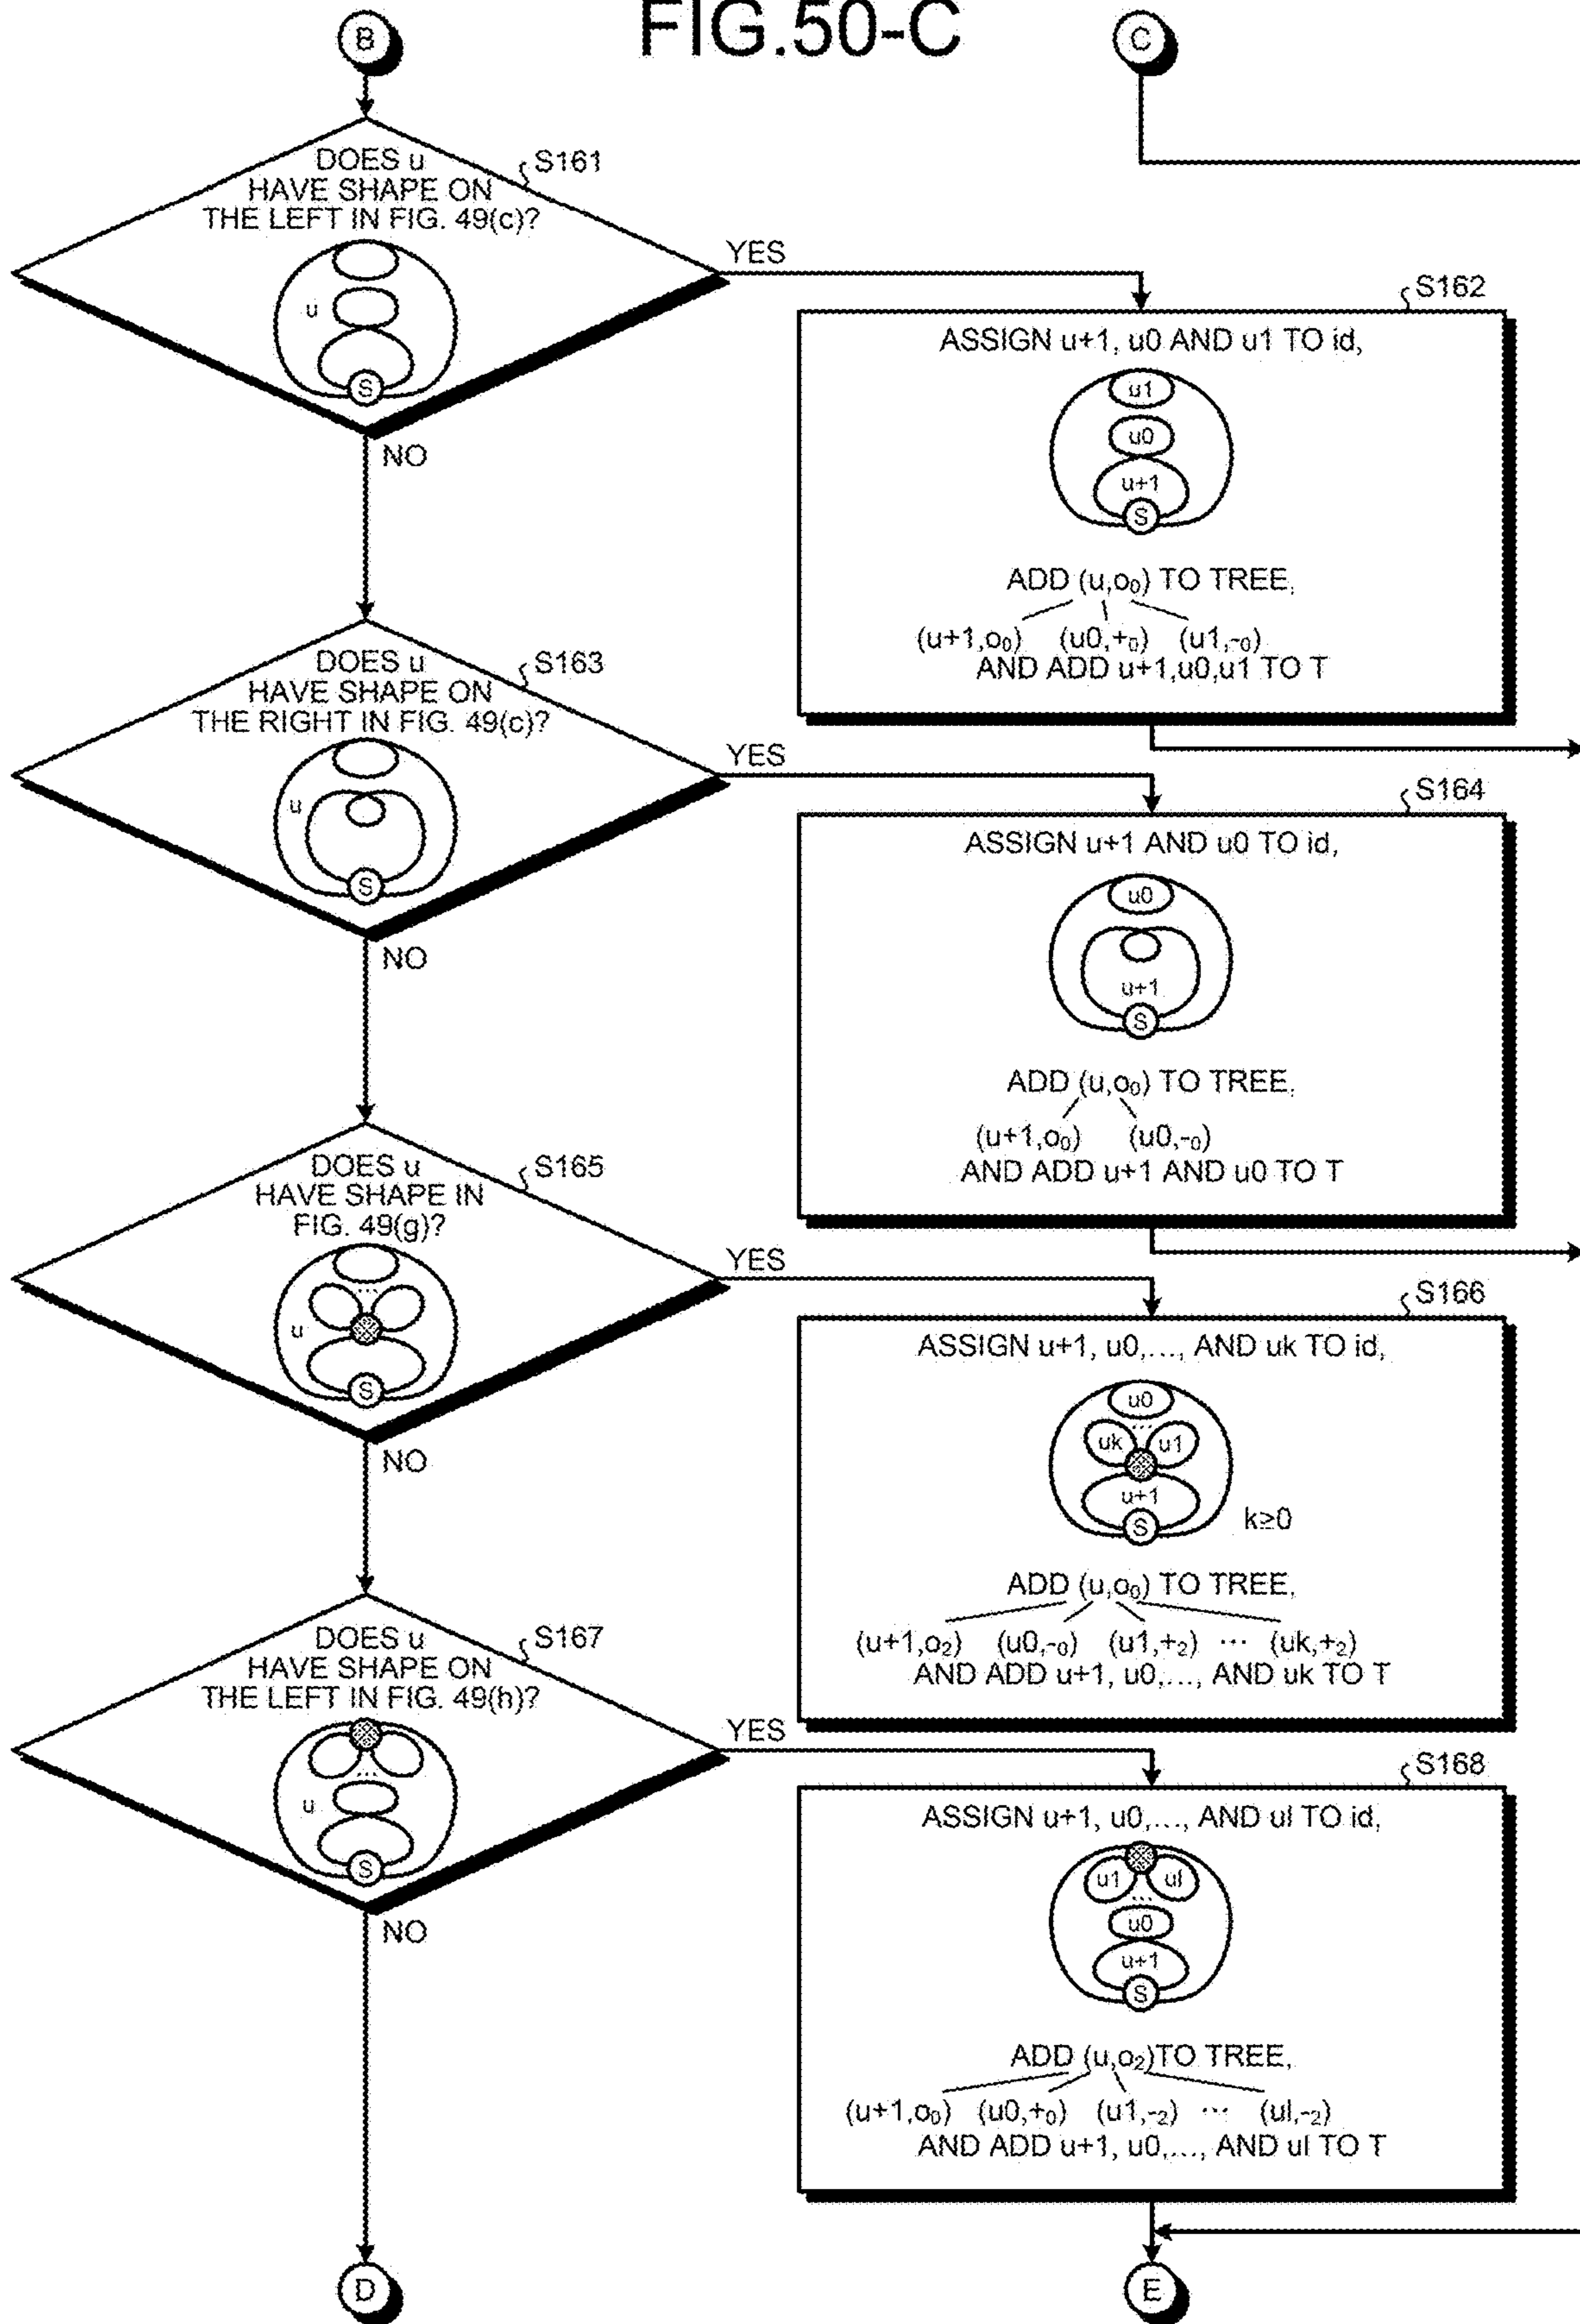 FIG.50-C
B
C
DOES u
HAVE SHAPE ON
THE LEFT IN FIG. 49(c)?
S161
u
S
YES
NO
S162
ASSIGN u+1, u0 AND u1 TO id,
u1
u0
u+1
S
ADD (u,o₀) TO TREE,
(u+1,o₀) (u0,+₀) (u1,-₀)
AND ADD u+1,u0,u1 TO T
DOES u
HAVE SHAPE ON
THE RIGHT IN FIG. 49(c)?
S163
u
S
YES
NO
S164
ASSIGN u+1 AND u0 TO id,
u0
u+1
S
ADD (u,o₀) TO TREE,
(u+1,o₀) (u0,-₀)
AND ADD u+1 AND u0 TO T
DOES u
HAVE SHAPE IN
FIG. 49(g)?
S165
...
u
S
YES
NO
S166
ASSIGN u+1, u0,..., AND uk TO id,
u0
...
uk u1
u+1
S
k≥0
ADD (u,o₀) TO TREE,
(u+1,o₂) (u0,-₀) (u1,+₂) ... (uk,+₂)
AND ADD u+1, u0,..., AND uk TO T
DOES u
HAVE SHAPE ON
THE LEFT IN FIG. 49(h)?
S167
...
u
S
YES
NO
S168
ASSIGN u+1, u0,..., AND ul TO id,
u1 ul
...
u0
u+1
S
ADD (u,o₂)TO TREE,
(u+1,o₀) (u0,+₀) (u1,-₂) ... (ul,-₂)
AND ADD u+1, u0,..., AND ul TO T
D
E